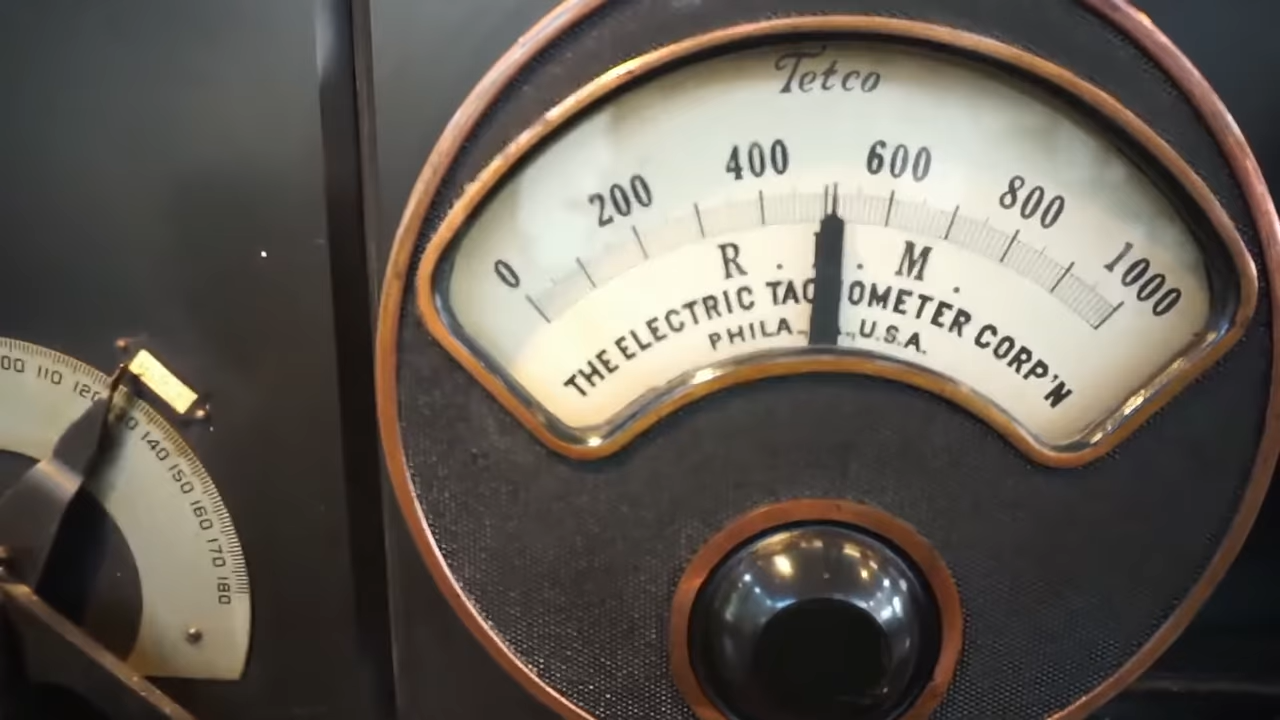 Tetco
0 200 400 600 800 1000
R . . M .
THE ELECTRIC TAC OMETER CORP'N
PHILA. U.S.A.
110 120
140 150 160 170 180